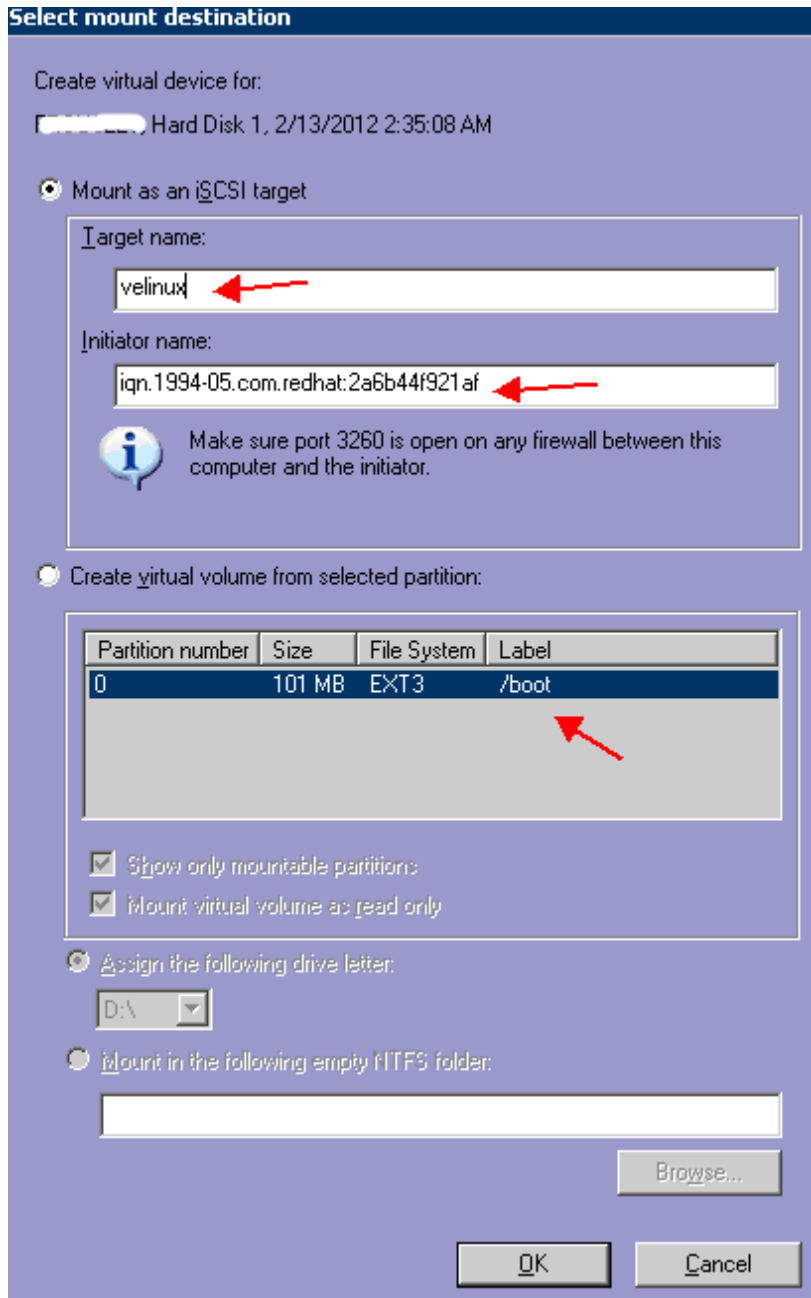 Select mount destination
Create virtual device for:
, Hard Disk 1, 2/13/2012 2:35:08 AM
Mount as an iSCSI target
Target name:
velinux
Initiator name:
iqn.1994-05.com.redhat:2a6b44f921af
Make sure port 3260 is open on any firewall between this
computer and the initiator.
Create virtual volume from selected partition:
Partition number Size File System Label
0 101 MB EXT3 /boot
Show only mountable partitions
Mount virtual volume as read only
Assign the following drive letter:
D:\
Mount in the following empty NTFS folder:
Browse...
OK Cancel